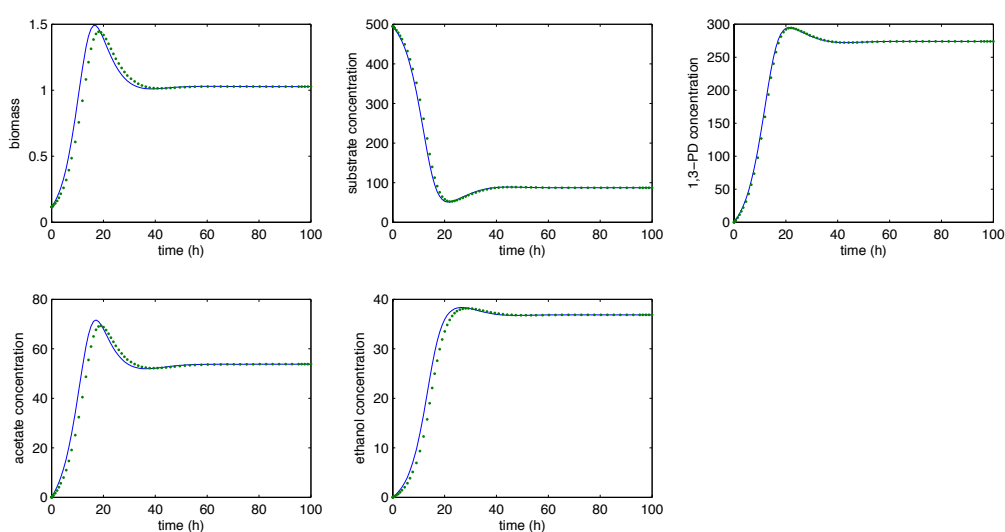 1.5
1
0.5
0
0 20 40 60 80 100
time (h)
biomass
500
400
300
200
100
0
0 20 40 60 80 100
time (h)
substrate concentration
300
250
200
150
100
50
0
0 20 40 60 80 100
time (h)
1,3−PD concentration
80
60
40
20
0
0 20 40 60 80 100
time (h)
acetate concentration
40
30
20
10
0
0 20 40 60 80 100
time (h)
ethanol concentration